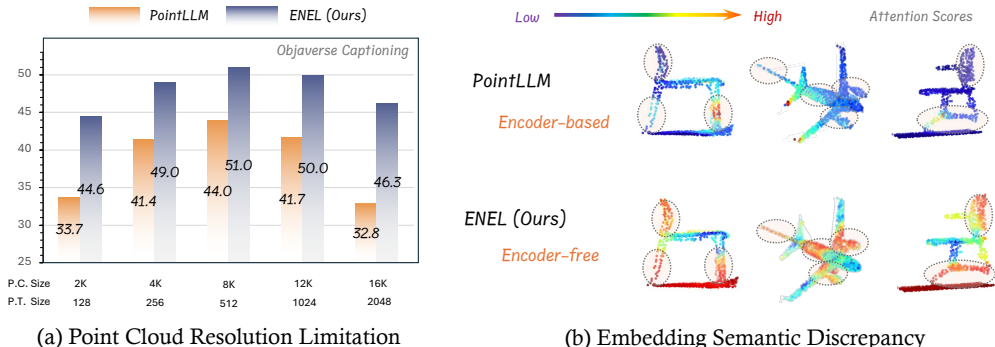 PointLLM
ENEL (Ours)
Objaverse Captioning
50
45
40
35
30
25
33.7
44.6
41.4
49.0
44.0
51.0
41.7
50.0
32.8
46.3
P.C. Size 2K 4K 8K 12K 16K
P.T. Size 128 256 512 1024 2048
(a) Point Cloud Resolution Limitation
Low
High
Attention Scores
PointLLM
Encoder-based
ENEL (Ours)
Encoder-free
(b) Embedding Semantic Discrepancy